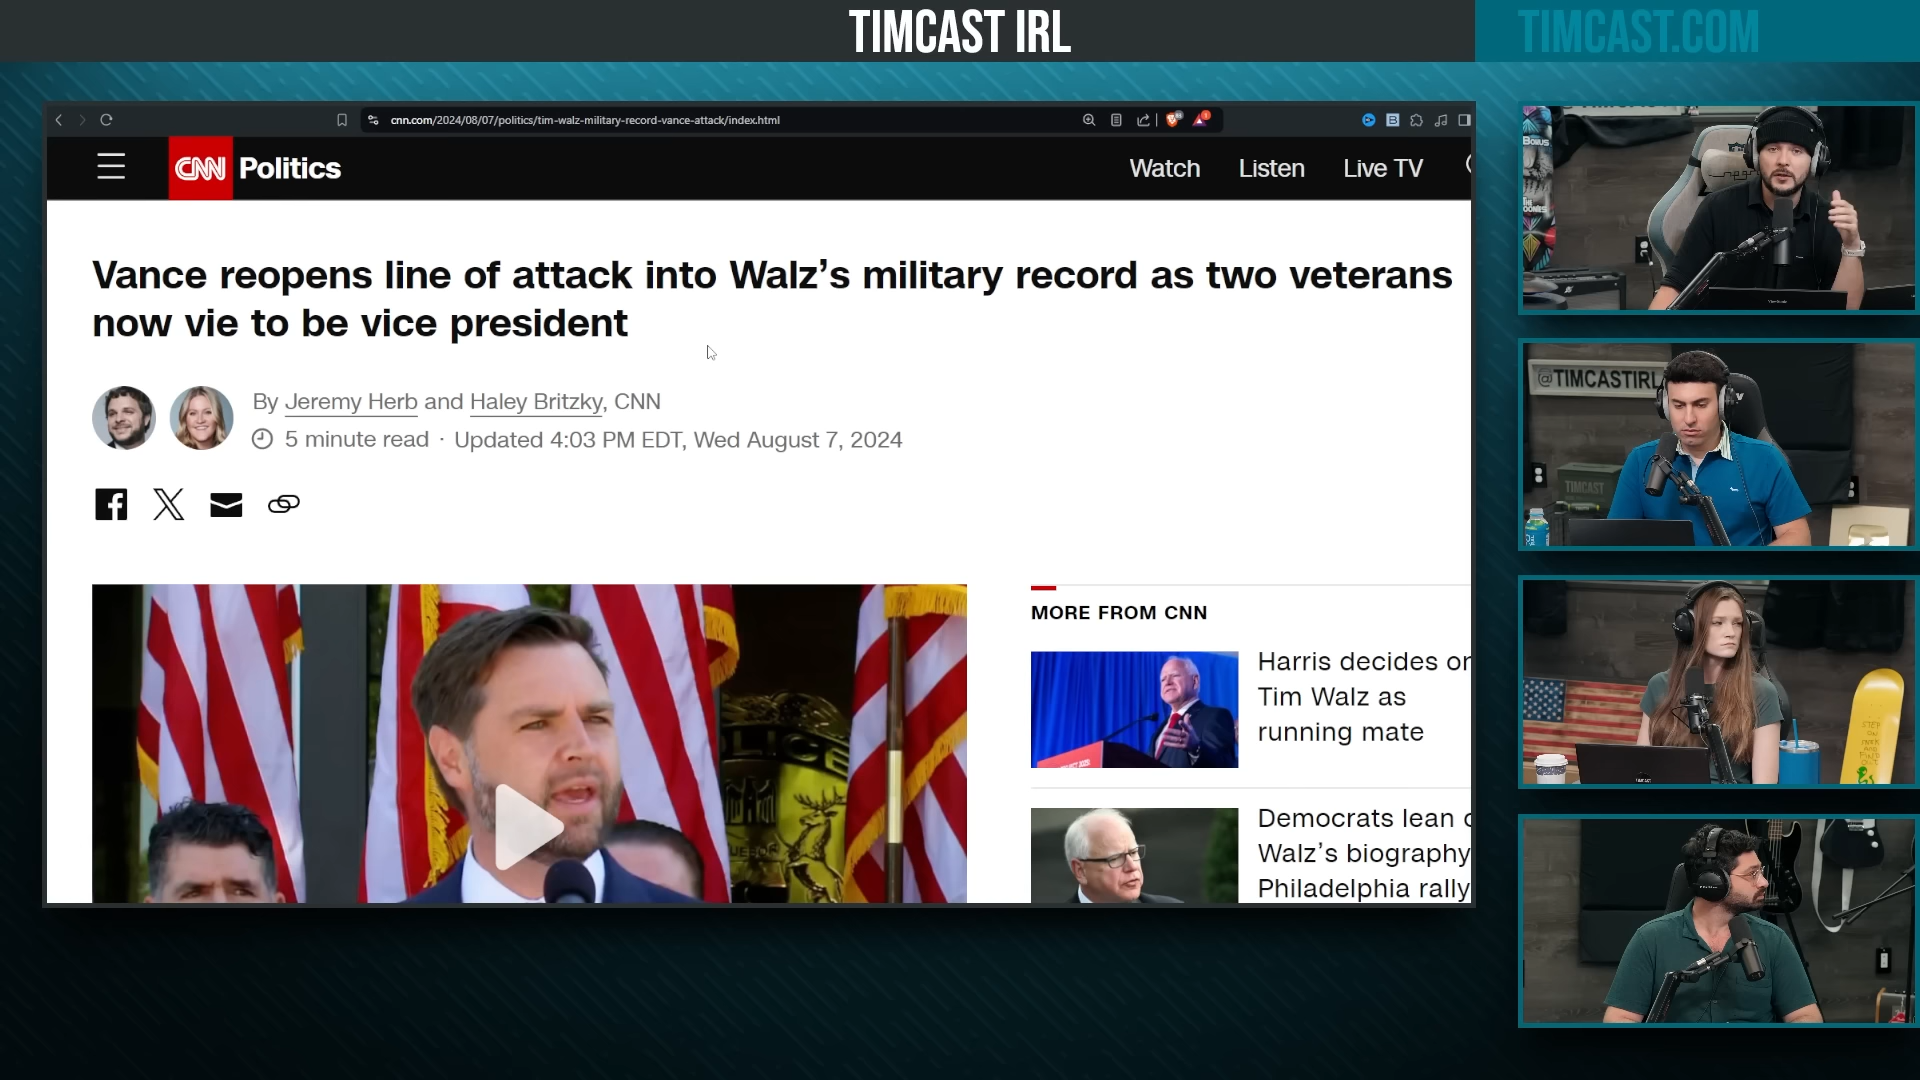 TIMCAST IRL
TIMCAST.COM
cnn.com/2024/08/07/politics/tim-walz-military-record-vance-attack/index.html
CNN Politics
Watch
Listen
Live TV
Vance reopens line of attack into Walz’s military record as two veterans
now vie to be vice president
By Jeremy Herb and Haley Britzky, CNN
5 minute read · Updated 4:03 PM EDT, Wed August 7, 2024
MORE FROM CNN
Harris decides on
Tim Walz as
running mate
Democrats lean
Walz’s biography
Philadelphia rally
@TIMCASTIRL
TIMCAST
STEP
ON